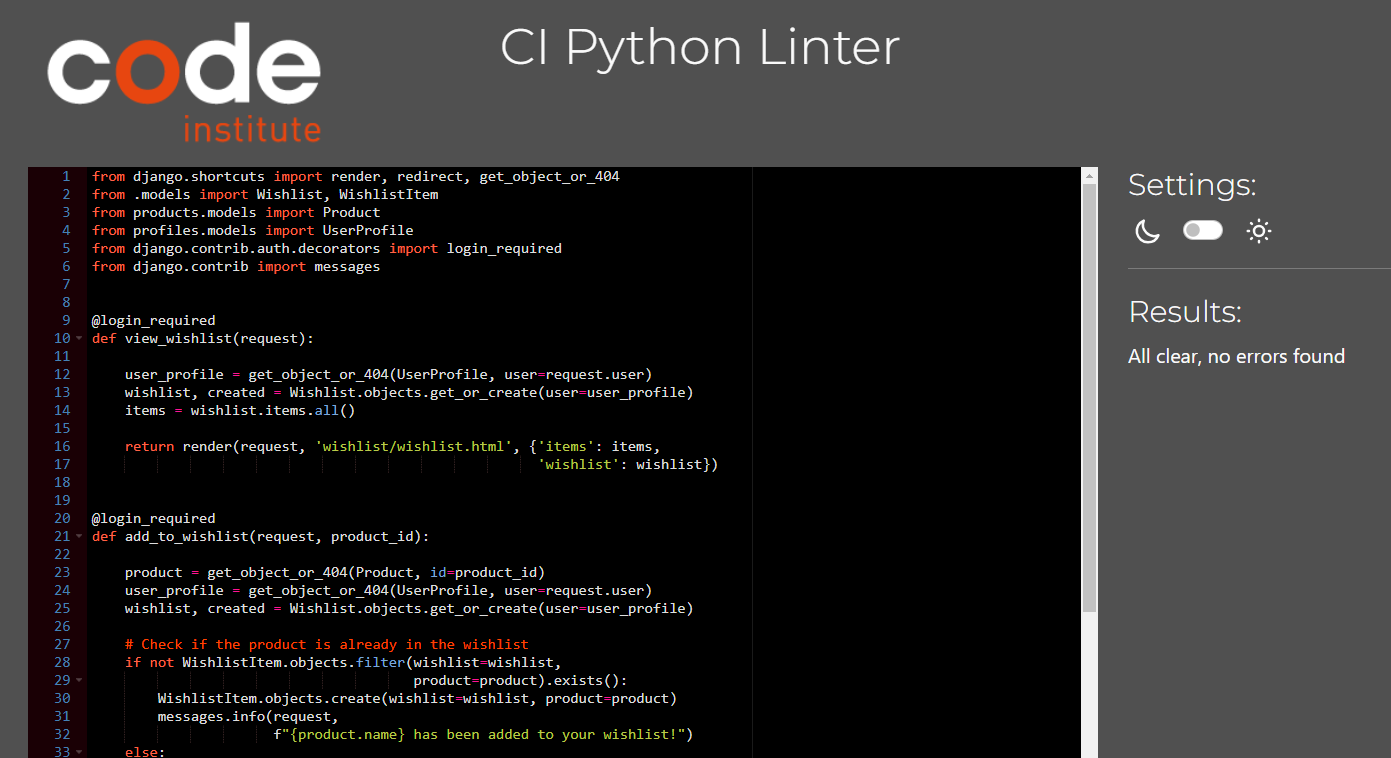 code
institute
CI Python Linter
1 from django.shortcuts import render, redirect, get_object_or_404
2 from .models import Wishlist, WishlistItem
3 from products.models import Product
4 from profiles.models import UserProfile
5 from django.contrib.auth.decorators import login_required
6 from django.contrib import messages
7
8
9 @login_required
10 def view_wishlist(request):
11
12     user_profile = get_object_or_404(UserProfile, user=request.user)
13     wishlist, created = Wishlist.objects.get_or_create(user=user_profile)
14     items = wishlist.items.all()
15
16     return render(request, 'wishlist/wishlist.html', {'items': items,
17                                                       'wishlist': wishlist})
18
19
20 @login_required
21 def add_to_wishlist(request, product_id):
22
23     product = get_object_or_404(Product, id=product_id)
24     user_profile = get_object_or_404(UserProfile, user=request.user)
25     wishlist, created = Wishlist.objects.get_or_create(user=user_profile)
26
27     # Check if the product is already in the wishlist
28     if not WishlistItem.objects.filter(wishlist=wishlist,
29                                        product=product).exists():
30         WishlistItem.objects.create(wishlist=wishlist, product=product)
31         messages.info(request,
32                       f"{product.name} has been added to your wishlist!")
33     else:
Settings:
Results:
All clear, no errors found